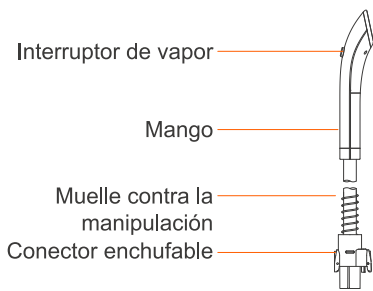 Interruptor de vapor
Mango
Muelle contra la
manipulación
Conector enchufable